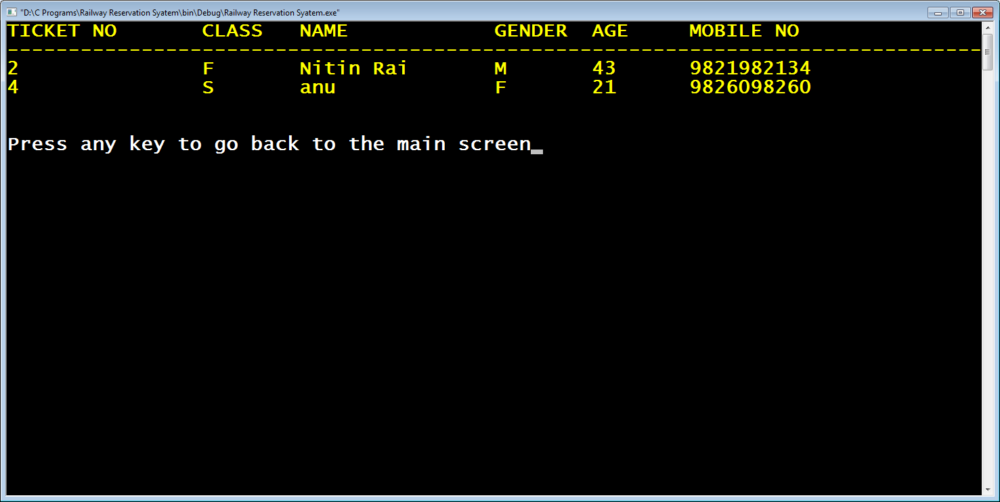 "D:\C Programs\Railway Reservation Syatem\bin\Debug\Railway Reservation Syatem.exe"
TICKET NO CLASS NAME GENDER AGE MOBILE NO
--------------------------------------------------------------------------------
2 F Nitin Rai M 43 9821982134
4 S anu F 21 9826098260
Press any key to go back to the main screen_